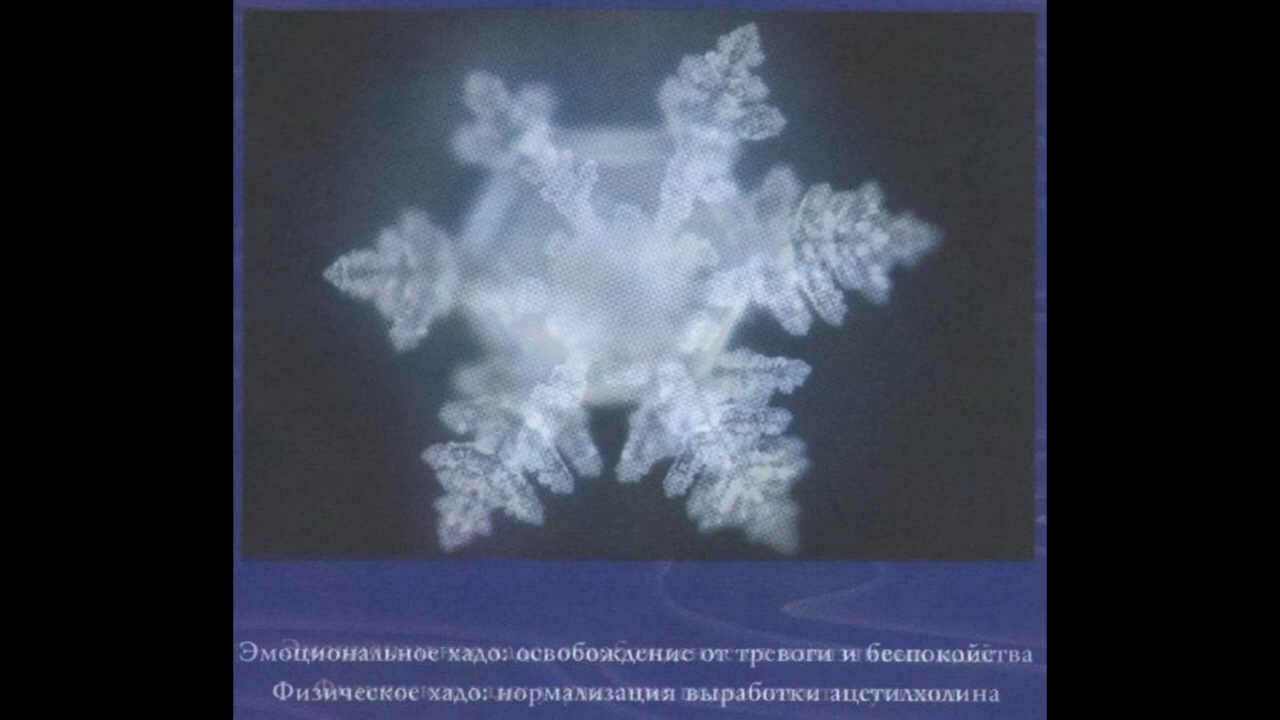 Эмоциональное хадо: освобождение от тревоги и беспокойства
Физическое хадо: нормализация выработки ацетилхолина